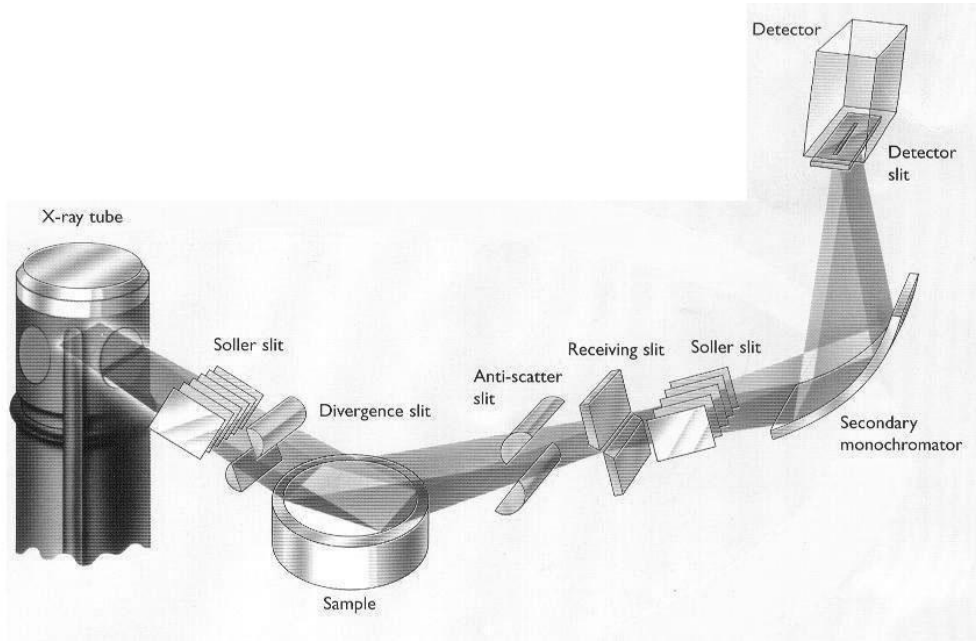 Detector
Detector
slit
X-ray tube
Soller slit
Divergence slit
Anti-scatter
slit
Receiving slit
Soller slit
Secondary
monochromator
Sample